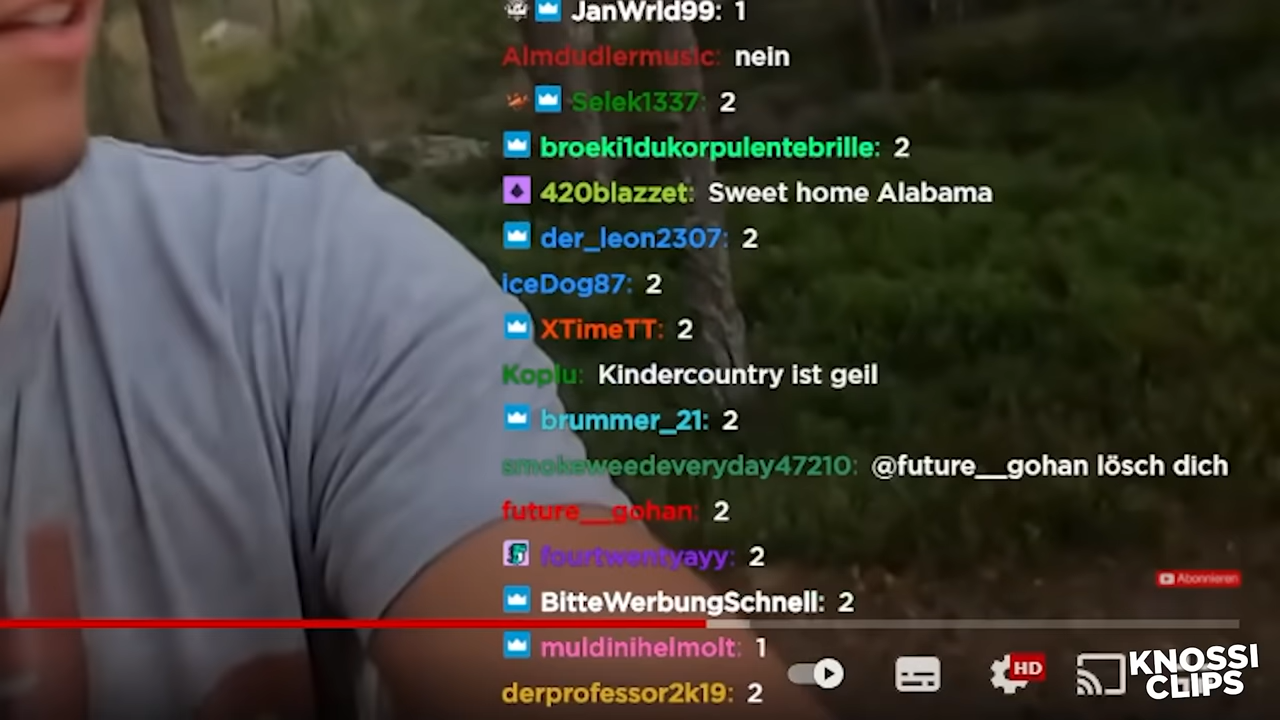 JanWrld99: 1
Almdudlermusic: nein
Selek1337: 2
broeki1dukorpulentebrille: 2
420blazzet: Sweet home Alabama
der_leon2307: 2
iceDog87: 2
XTimeTT: 2
Koplu: Kindercountry ist geil
brummer_21: 2
smokeweedeveryday47210: @future__gohan lösch dich
future__gohan: 2
fourtwentyayy: 2
Abonnieren
BitteWerbungSchnell: 2
muldinihelmolt: 1
HD
KNOSSI
CLIPS
derprofessor2k19: 2